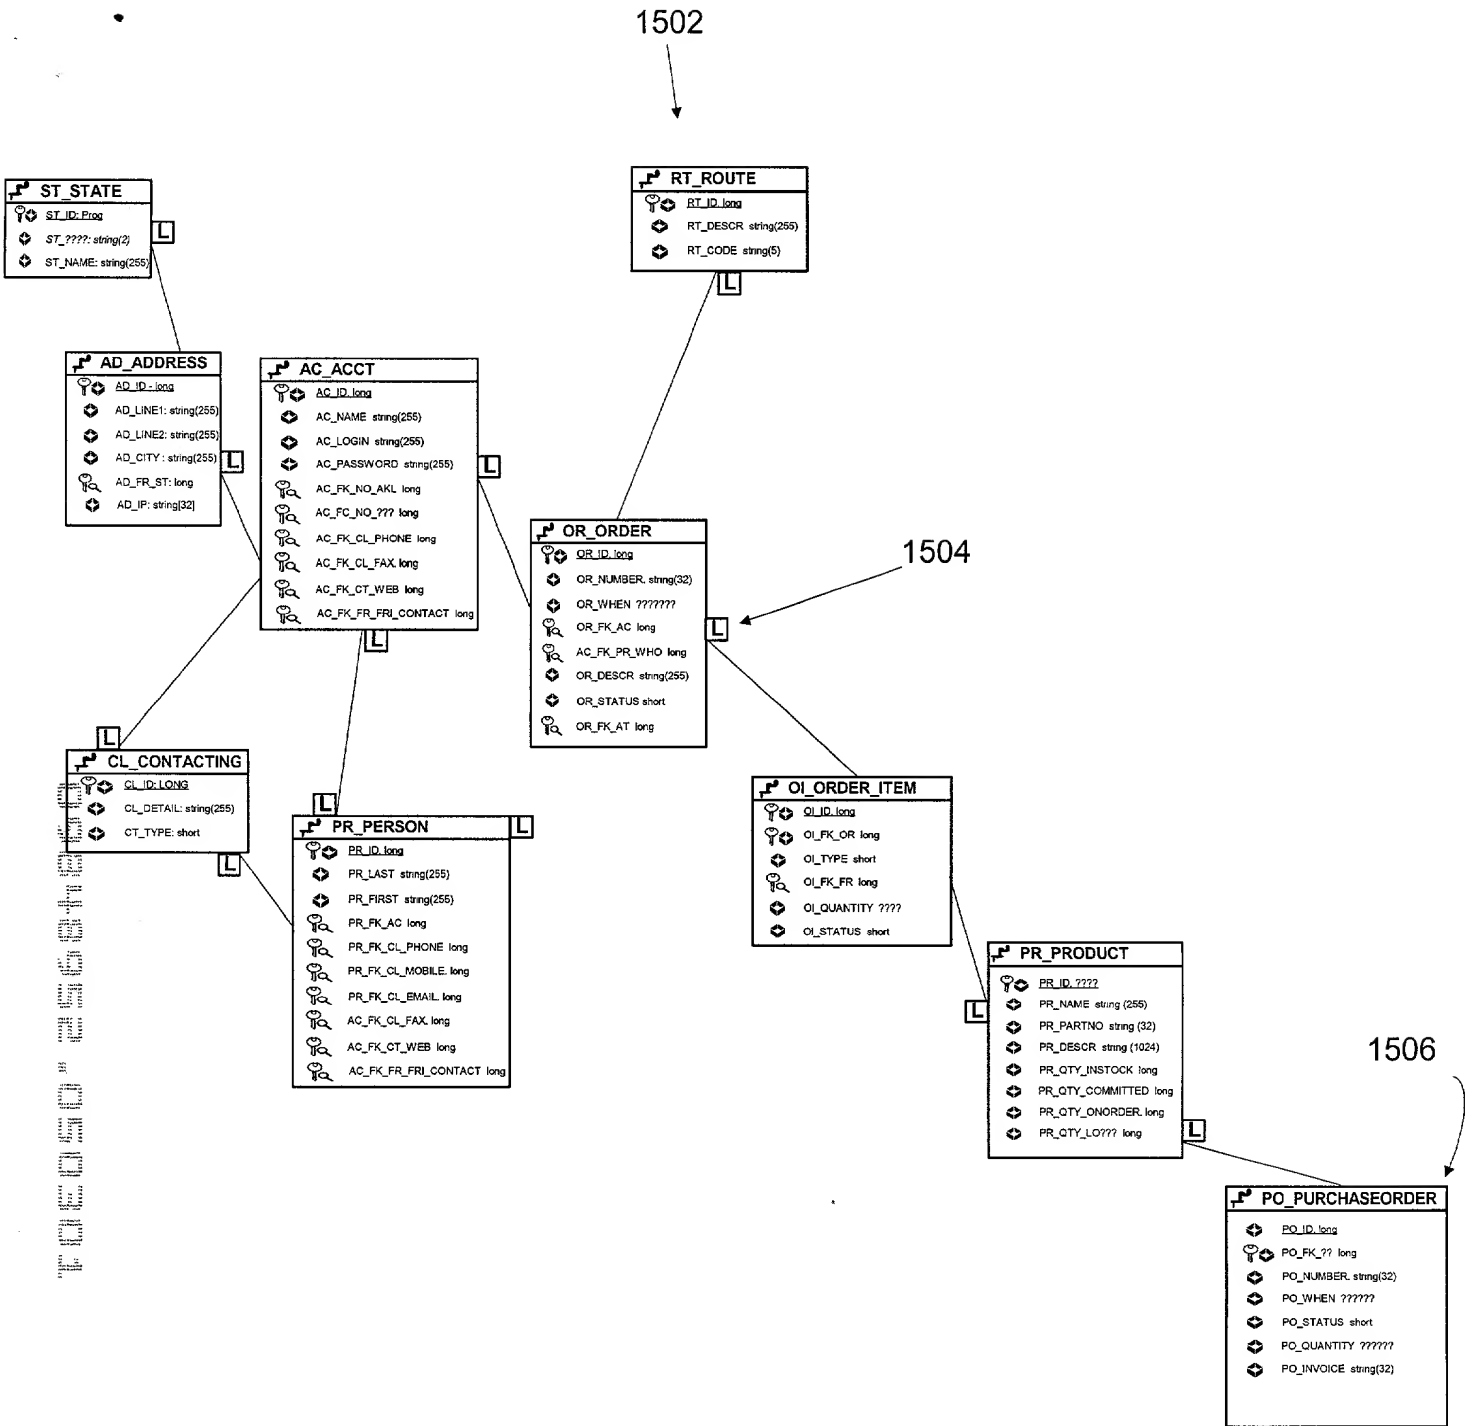 1502
ST_STATE
ST_ID: Prog
ST_????: string(2)
ST_NAME: string(255)
L
RT_ROUTE
RT_ID. long
RT_DESCR string(255)
RT_CODE string(5)
L
AD_ADDRESS
AD_ID - long
AD_LINE1: string(255)
AD_LINE2: string(255)
AD_CITY : string(255)
AD_FR_ST: long
AD_IP: string[32]
L
AC_ACCT
AC_ID. long
AC_NAME string(255)
AC_LOGIN string(255)
AC_PASSWORD string(255)
AC_FK_NO_AKL long
AC_FC_NO_??? long
AC_FK_CL_PHONE long
AC_FK_CL_FAX. long
AC_FK_CT_WEB long
AC_FK_FR_FRI_CONTACT long
L
L
OR_ORDER
OR_ID. long
OR_NUMBER. string(32)
OR_WHEN ???????
OR_FK_AC long
AC_FK_PR_WHO long
OR_DESCR string(255)
OR_STATUS short
OR_FK_AT long
L
1504
L
CL_CONTACTING
CL_ID: LONG
CL_DETAIL: string(255)
CT_TYPE: short
L
L
PR_PERSON
L
PR_ID. long
PR_LAST string(255)
PR_FIRST string(255)
PR_FK_AC long
PR_FK_CL_PHONE long
PR_FK_CL_MOBILE. long
PR_FK_CL_EMAIL. long
AC_FK_CL_FAX. long
AC_FK_CT_WEB long
AC_FK_FR_FRI_CONTACT long
OI_ORDER_ITEM
OI_ID. long
OI_FK_OR long
OI_TYPE short
OI_FK_FR long
OI_QUANTITY ????
OI_STATUS short
L
PR_PRODUCT
PR_ID. ????
PR_NAME string (255)
PR_PARTNO string (32)
PR_DESCR string (1024)
PR_QTY_INSTOCK long
PR_QTY_COMMITTED long
PR_QTY_ONORDER. long
PR_QTY_LO??? long
L
1506
PO_PURCHASEORDER
PO_ID. long
PO_FK_?? long
PO_NUMBER. string(32)
PO_WHEN ??????
PO_STATUS short
PO_QUANTITY ??????
PO_INVOICE string(32)